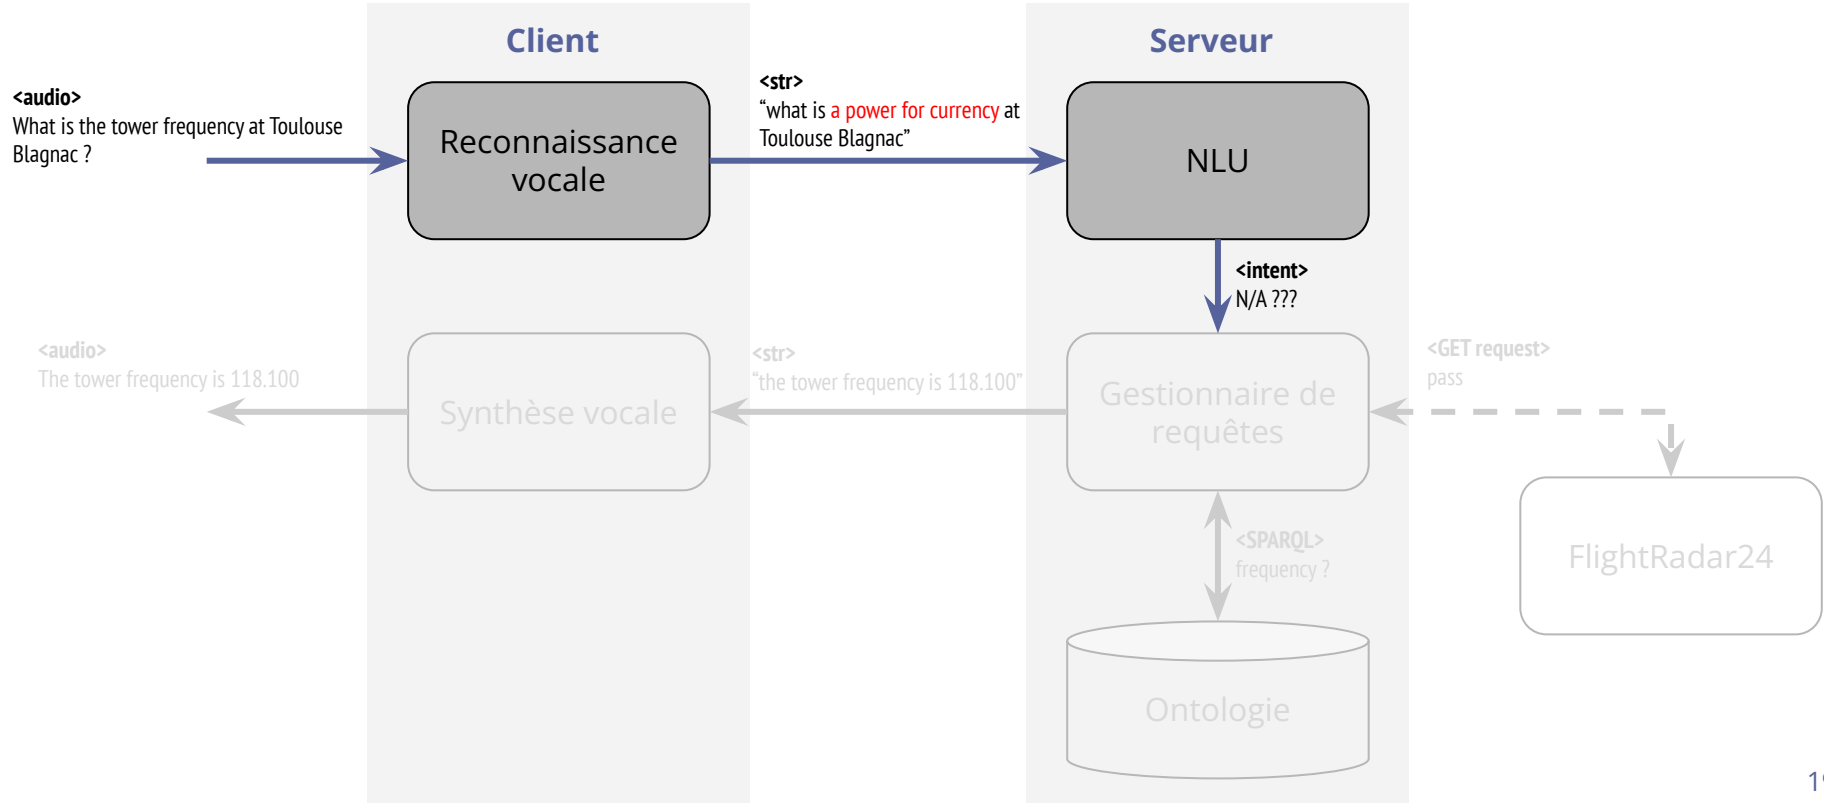 Client
Serveur
<audio>
What is the tower frequency at Toulouse
Blagnac ?
Reconnaissance
vocale
<str>
“what is a power for currency at
Toulouse Blagnac”
NLU
<intent>
N/A ???
<audio>
The tower frequency is 118.100
Synthèse vocale
<str>
“the tower frequency is 118.100”
Gestionnaire de
requêtes
<GET request>
pass
<SPARQL>
frequency ?
FlightRadar24
Ontologie